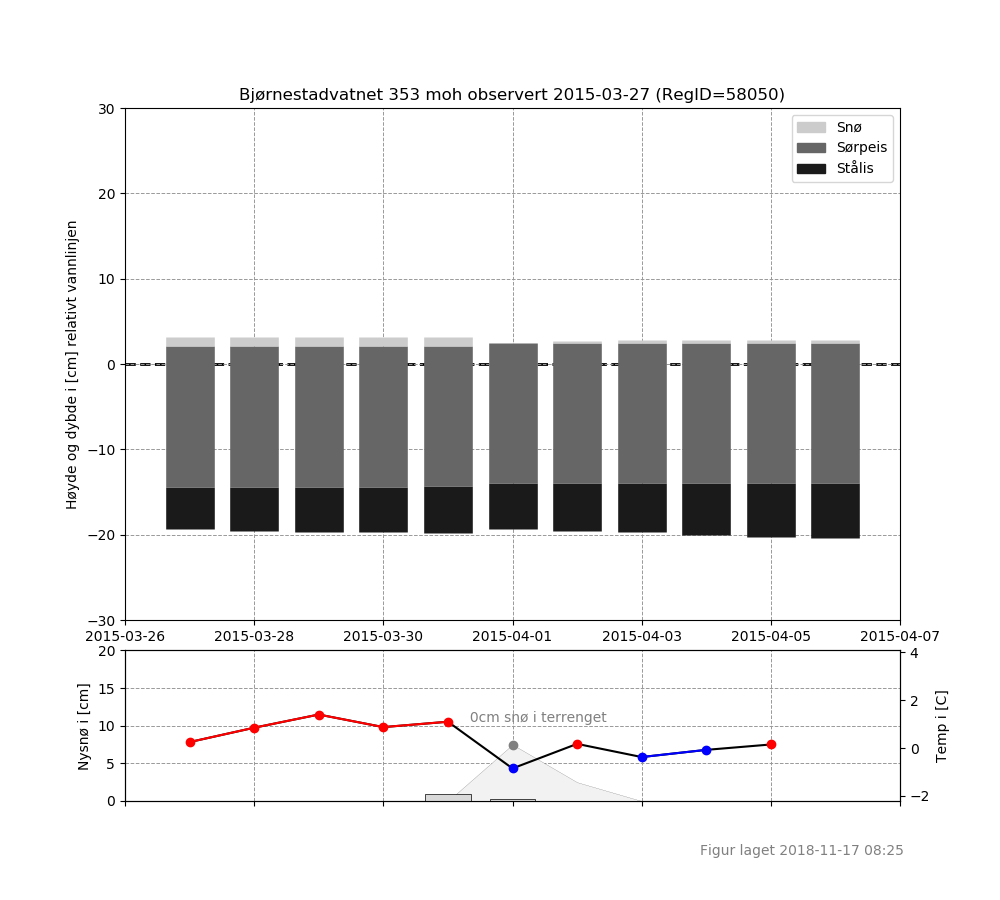 Bjørnestadvatnet 353 moh observert 2015-03-27 (RegID=58050)
Høyde og dybde i [cm] relativt vannlinjen
30
20
10
0
−10
−20
−30
Snø
Sørpeis
Stålis
2015-03-26 2015-03-28 2015-03-30 2015-04-01 2015-04-03 2015-04-05 2015-04-07
Nysnø i [cm]
20
15
10
5
0
0cm snø i terrenget
4
2
0
−2
Temp i [C]
Figur laget 2018-11-17 08:25